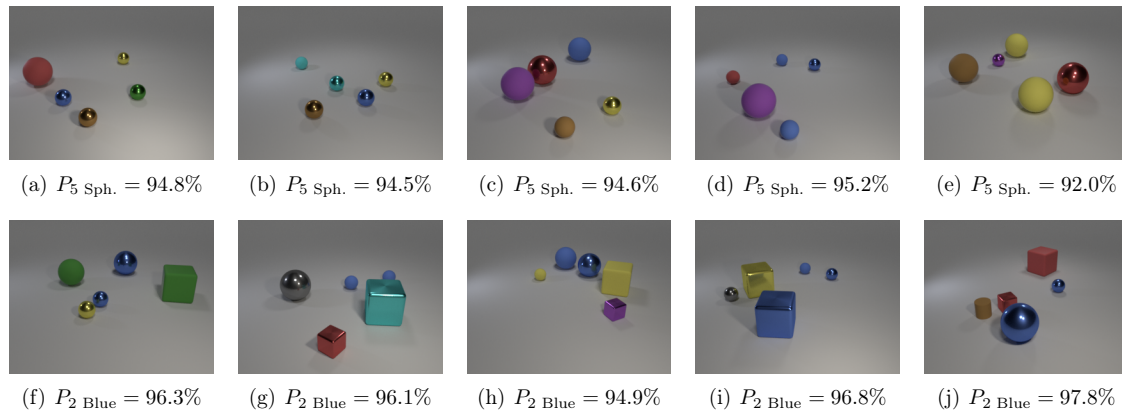 (a) P5 Sph. = 94.8%
(b) P5 Sph. = 94.5%
(c) P5 Sph. = 94.6%
(d) P5 Sph. = 95.2%
(e) P5 Sph. = 92.0%
(f) P2 Blue = 96.3%
(g) P2 Blue = 96.1%
(h) P2 Blue = 94.9%
(i) P2 Blue = 96.8%
(j) P2 Blue = 97.8%